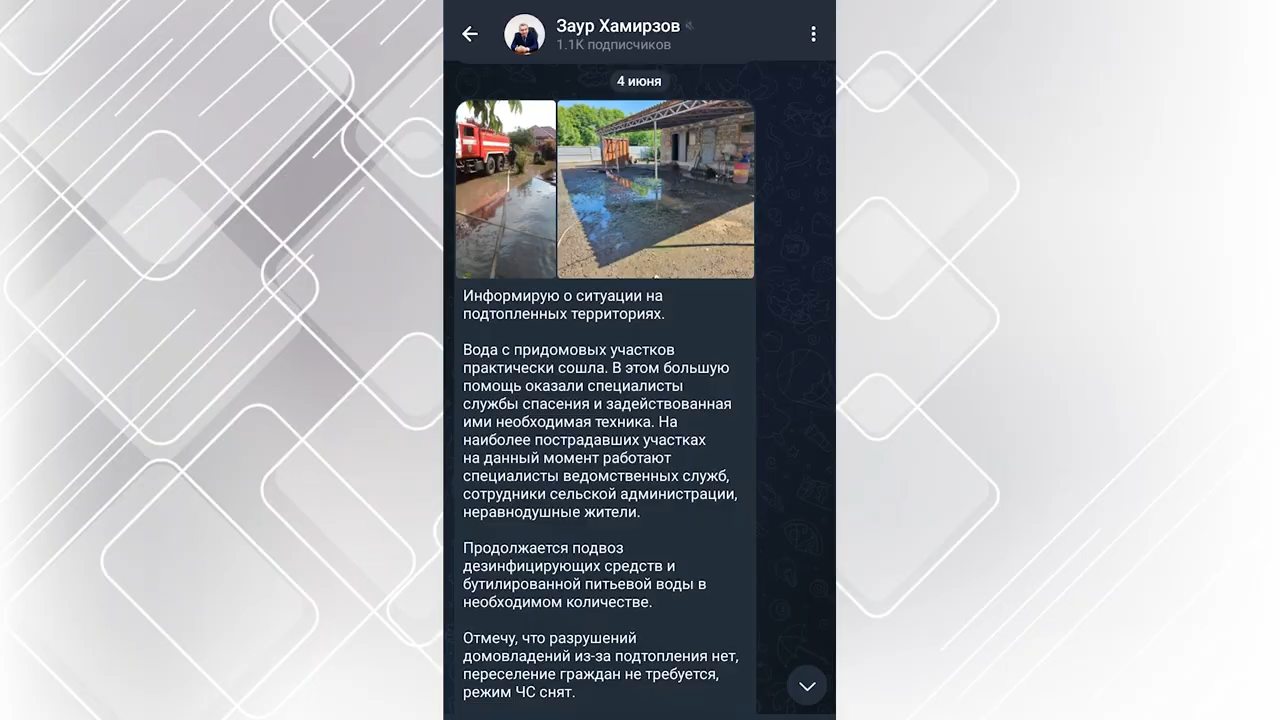 Заур Хамирзов
1.1K подписчиков
4 июня
Информирую о ситуации на
подтопленных территориях.
Вода с придомовых участков
практически сошла. В этом большую
помощь оказали специалисты
службы спасения и задействованная
ими необходимая техника. На
наиболее пострадавших участках
на данный момент работают
специалисты ведомственных служб,
сотрудники сельской администрации,
неравнодушные жители.
Продолжается подвоз
дезинфицирующих средств и
бутилированной питьевой воды в
необходимом количестве.
Отмечу, что разрушений
домовладений из-за подтопления нет,
переселение граждан не требуется,
режим ЧС снят.